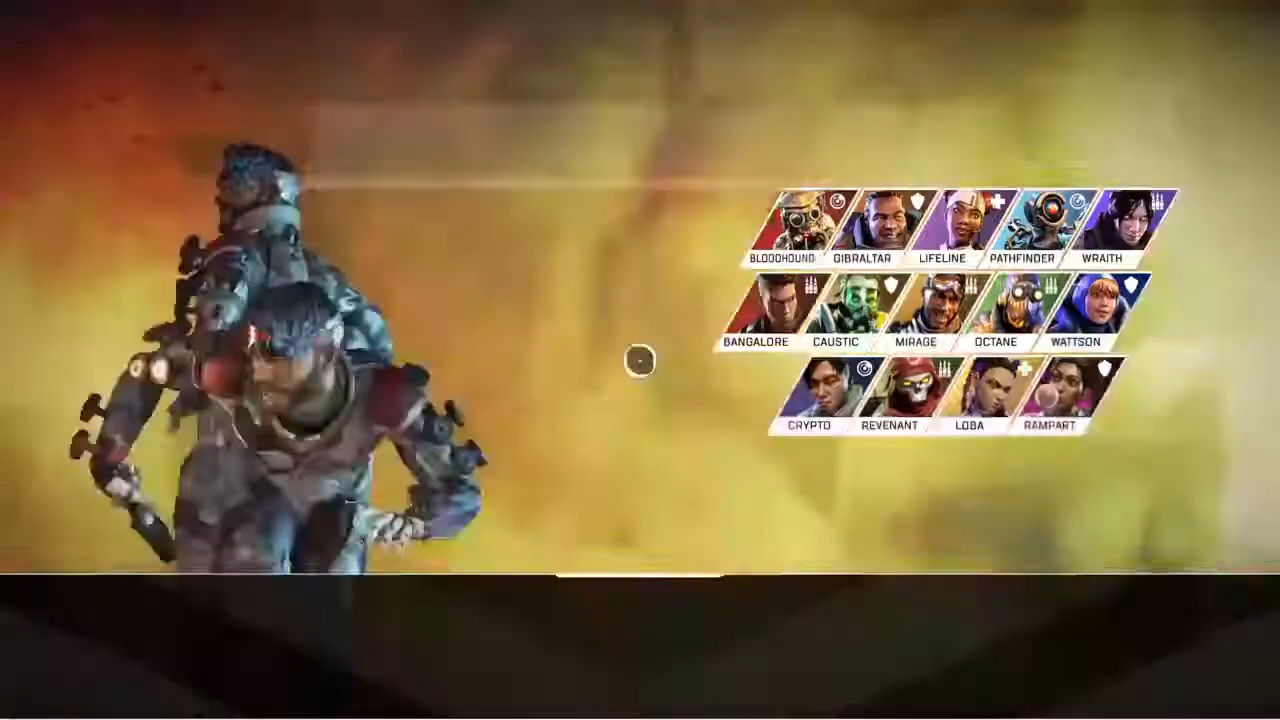 BLOODHOUND GIBRALTAR LIFELINE PATHFINDER WRAITH
BANGALORE CAUSTIC MIRAGE OCTANE WATTSON
CRYPTO REVENANT LOBA RAMPART